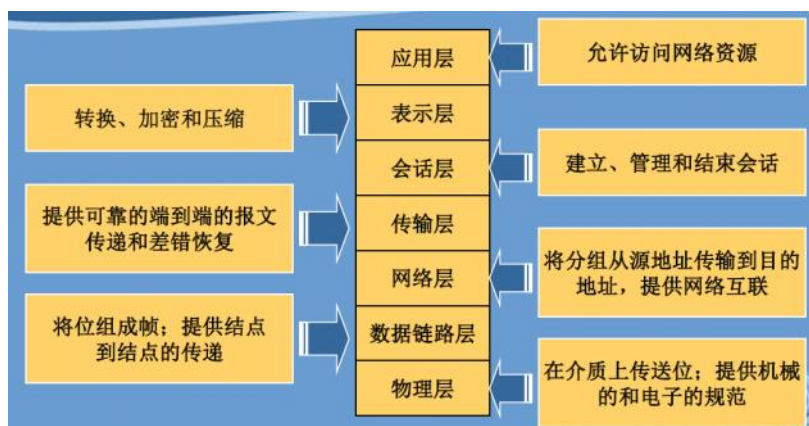 应用层
允许访问网络资源
转换、加密和压缩
表示层
会话层
建立、管理和结束会话
提供可靠的端到端的报文
传递和差错恢复
传输层
网络层
将分组从源地址传输到目的
地址，提供网络互联
将位组成帧；提供结点
到结点的传递
数据链路层
物理层
在介质上传送位；提供机械
的和电子的规范